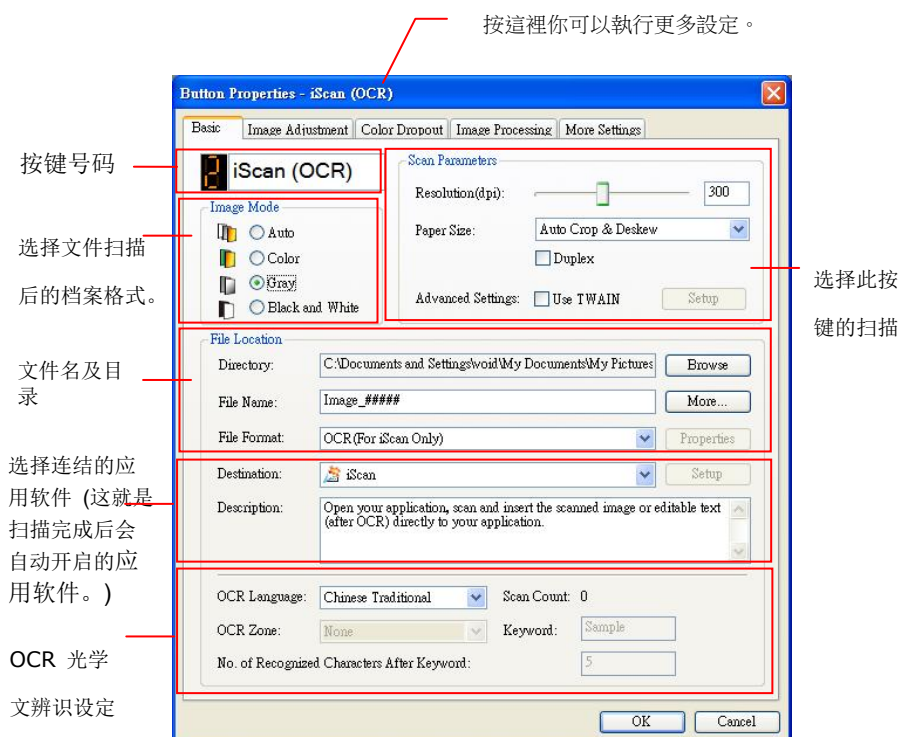 按這裡你可以執行更多設定。
Button Properties - iScan (OCR)
Basic Image Adjustment Color Dropout Image Processing More Settings
按键号码
2 iScan (OCR)
Image Mode
Auto
Color
Gray
Black and White
选择文件扫描
后的档案格式。
Scan Parameters
Resolution(dpi): 300
Paper Size: Auto Crop & Deskew
Duplex
Advanced Settings: Use TWAIN Setup
选择此按
键的扫描
File Location
Directory: C:\Documents and Settings\void\My Documents\My Pictures Browse
File Name: Image_##### More...
File Format: OCR(For iScan Only) Properties
文件名及目
录
Destination: iScan Setup
Description: Open your application, scan and insert the scanned image or editable text
(after OCR) directly to your application.
选择连结的应
用软件 (这就是
扫描完成后会
自动开启的应
用软件。)
OCR Language: Chinese Traditional Scan Count: 0
OCR Zone: None Keyword: Sample
No. of Recognized Characters After Keyword: 5
OCR 光学
文辨识设定
OK Cancel